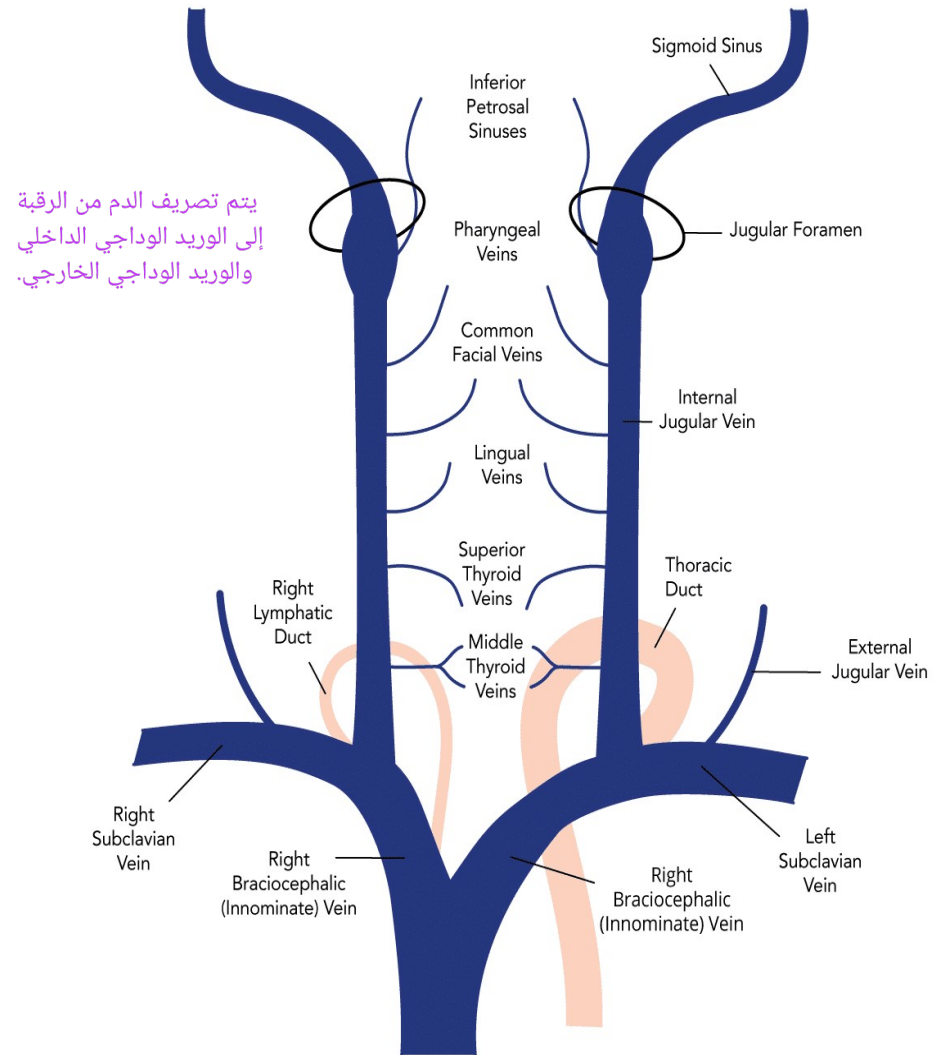 Sigmoid Sinus
Inferior
Petrosal
Sinuses
يتم تصريف الدم من الرقبة
إلى الوريد الوداجي الداخلي
والوريد الوداجي الخارجي.
Pharyngeal
Veins
Jugular Foramen
Common
Facial Veins
Internal
Jugular Vein
Lingual
Veins
Superior
Thyroid
Veins
Thoracic
Duct
Right
Lymphatic
Duct
Middle
Thyroid
Veins
External
Jugular Vein
Right
Subclavian
Vein
Right
Braciocephalic
(Innominate) Vein
Right
Braciocephalic
(Innominate) Vein
Left
Subclavian
Vein